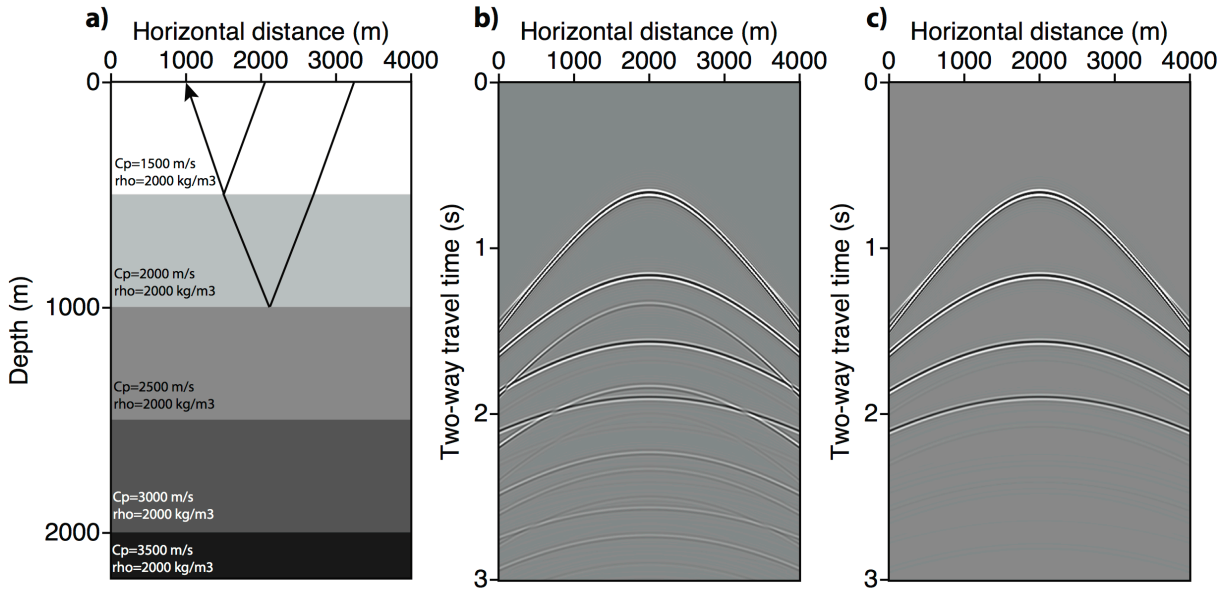 a)
Horizontal distance (m)
0 1000 2000 3000 4000
0
1000
2000
Depth (m)
Cp=1500 m/s
rho=2000 kg/m3
Cp=2000 m/s
rho=2000 kg/m3
Cp=2500 m/s
rho=2000 kg/m3
Cp=3000 m/s
rho=2000 kg/m3
Cp=3500 m/s
rho=2000 kg/m3
b)
Horizontal distance (m)
0 1000 2000 3000 4000
0
1
2
3
Two-way travel time (s)
c)
Horizontal distance (m)
0 1000 2000 3000 4000
0
1
2
3
Two-way travel time (s)